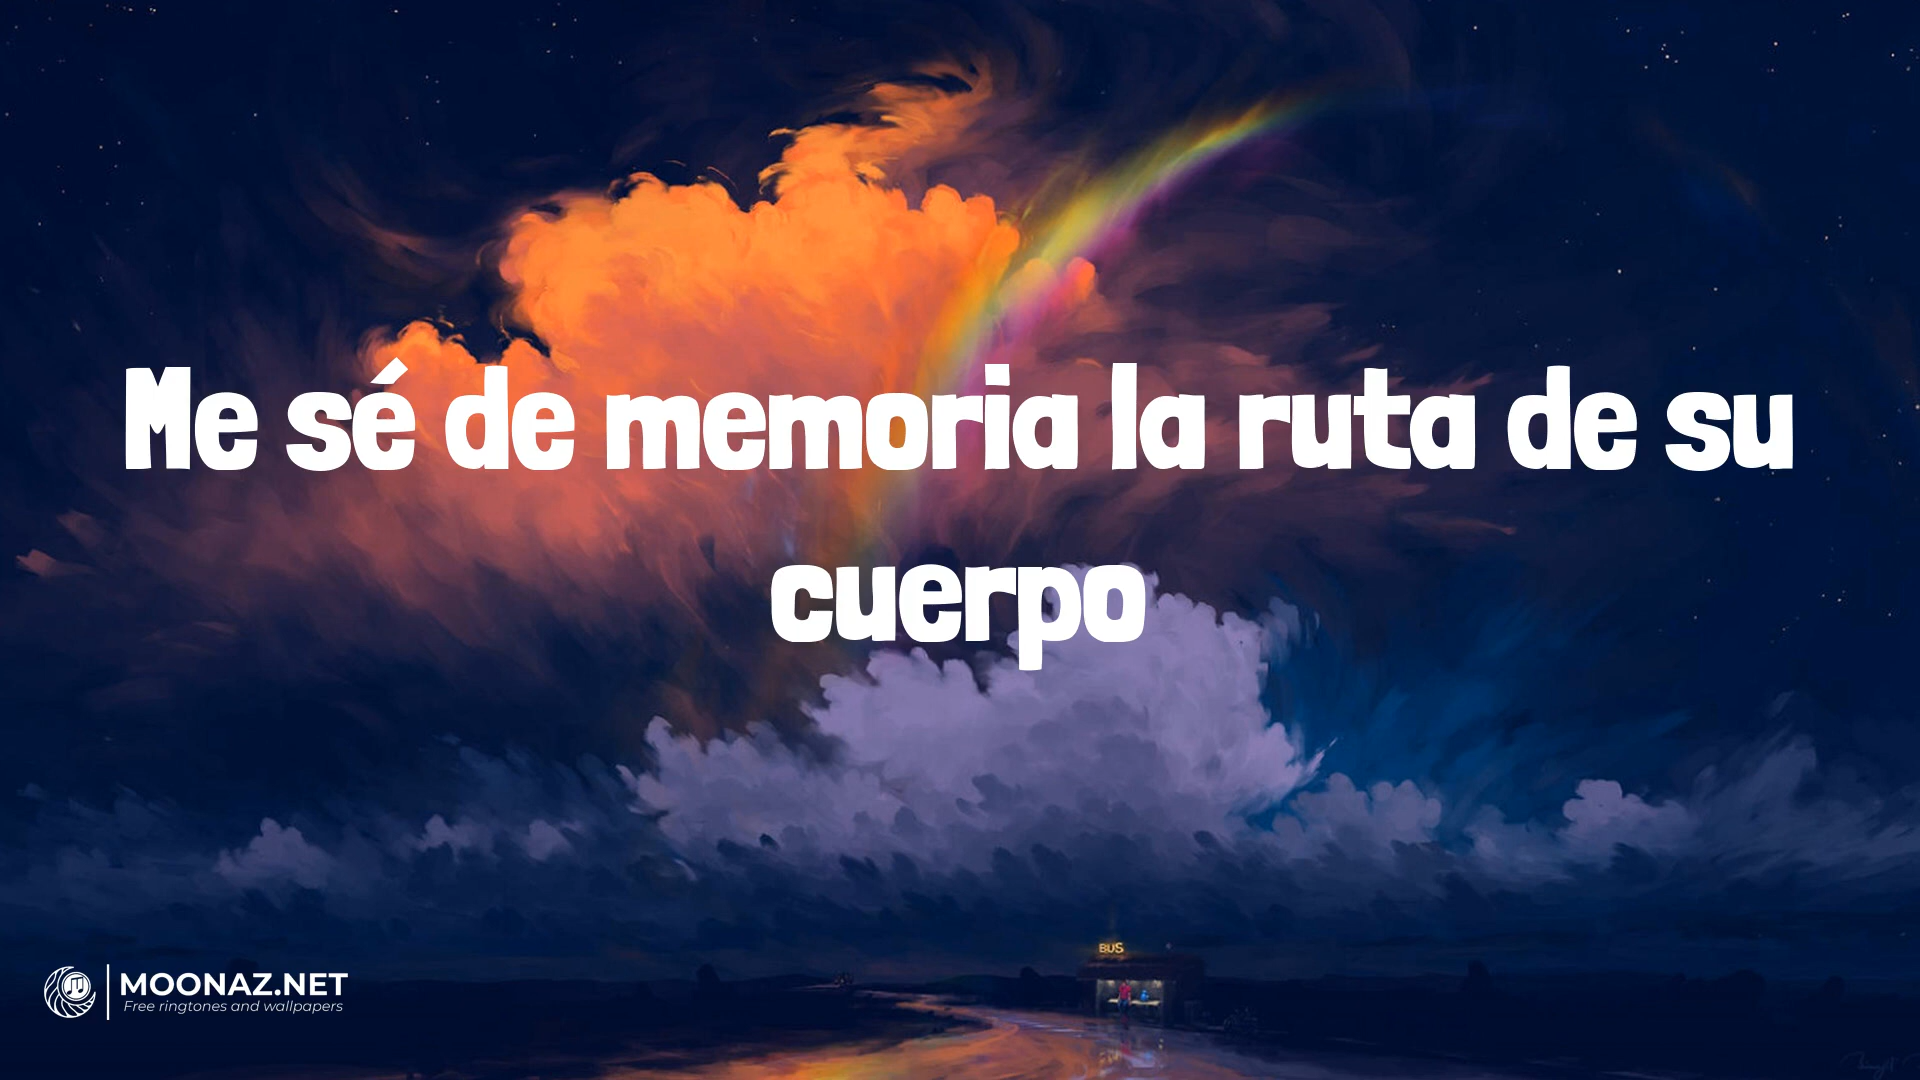 Me sé de memoria la ruta de su
cuerpo
BUS
MOONAZ.NET
Free ringtones and wallpapers